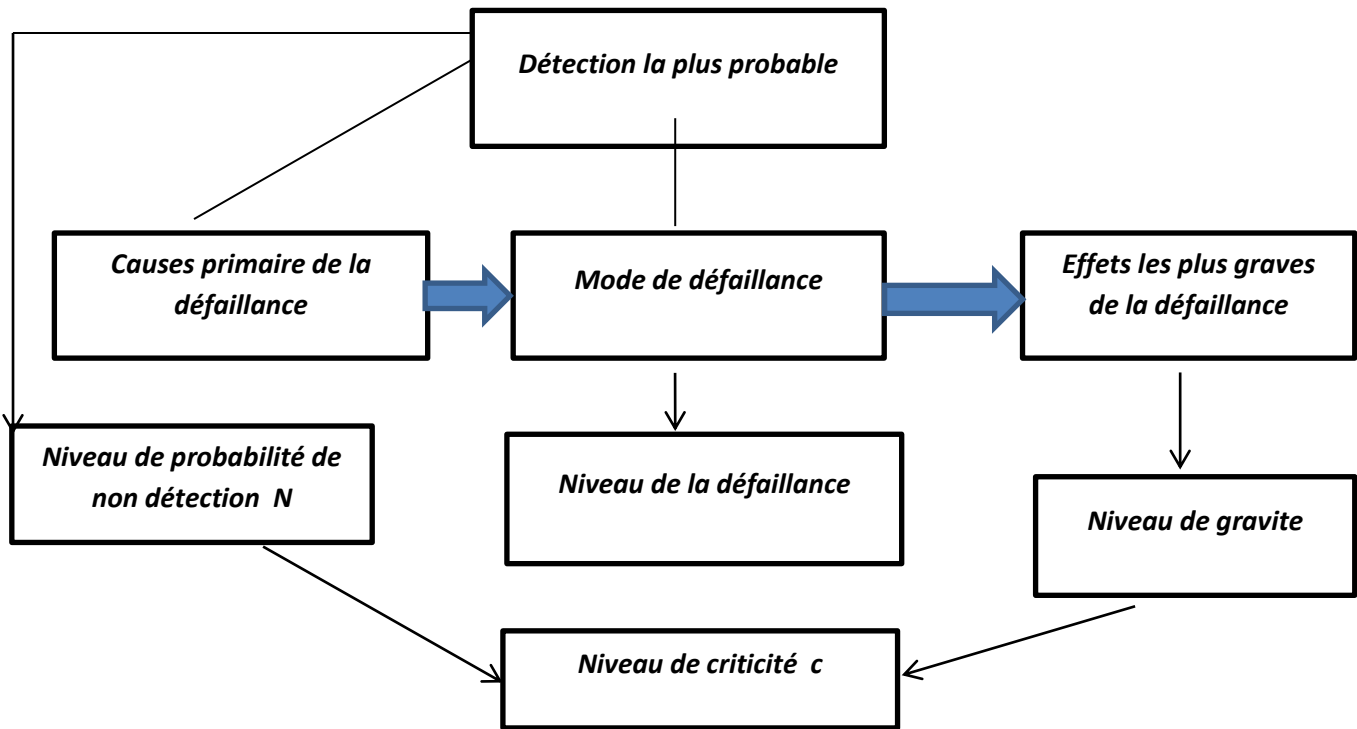 Détection la plus probable
Causes primaire de la
défaillance
Mode de défaillance
Effets les plus graves
de la défaillance
Niveau de probabilité de
non détection  N
Niveau de la défaillance
Niveau de gravite
Niveau de criticité  c